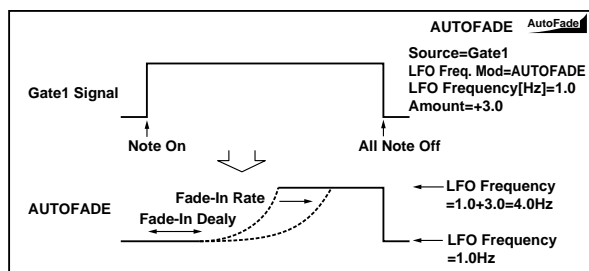 AUTOFADE AutoFade
Source=Gate1
LFO Freq. Mod=AUTOFADE
LFO Frequency[Hz]=1.0
Amount=+3.0
Gate1 Signal
Note On
All Note Off
AUTOFADE
Fade-In Rate
Fade-In Dealy
LFO Frequency
=1.0+3.0=4.0Hz
LFO Frequency
=1.0Hz